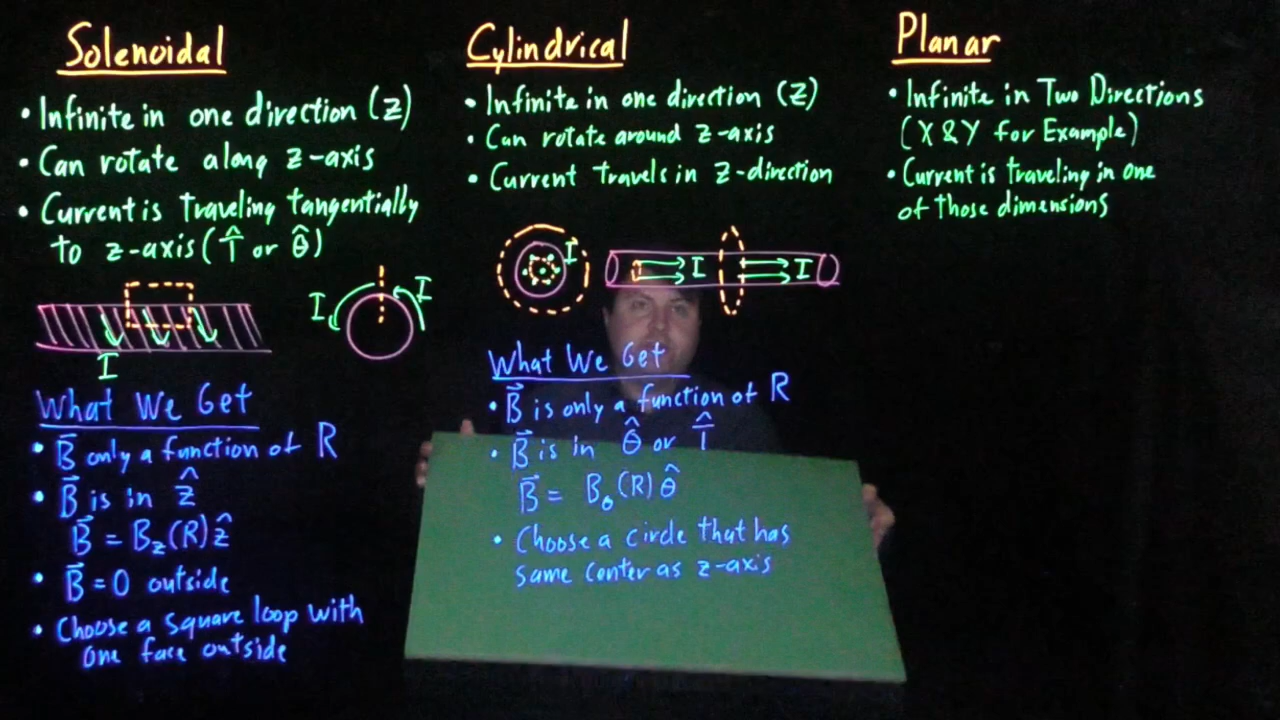 Solenoidal
• Infinite in one direction (z)
• Can rotate along z-axis
• Current is traveling tangentially
to z-axis (T̂ or θ̂)
I
I
I
What We Get
• B⃗ only a function of R
• B⃗ is in ẑ
B⃗ = B_z(R) ẑ
• B⃗ = 0 outside
• Choose a square loop with
one face outside
Cylindrical
• Infinite in one direction (z)
• Can rotate around z-axis
• Current travels in z-direction
I
I
I
What We Get
• B⃗ is only a function of R
• B⃗ is in θ̂ or T̂
B⃗ = B_θ(R) θ̂
• Choose a circle that has
same center as z-axis
Planar
• Infinite in Two Directions
(X & Y for Example)
• Current is traveling in one
of those dimensions